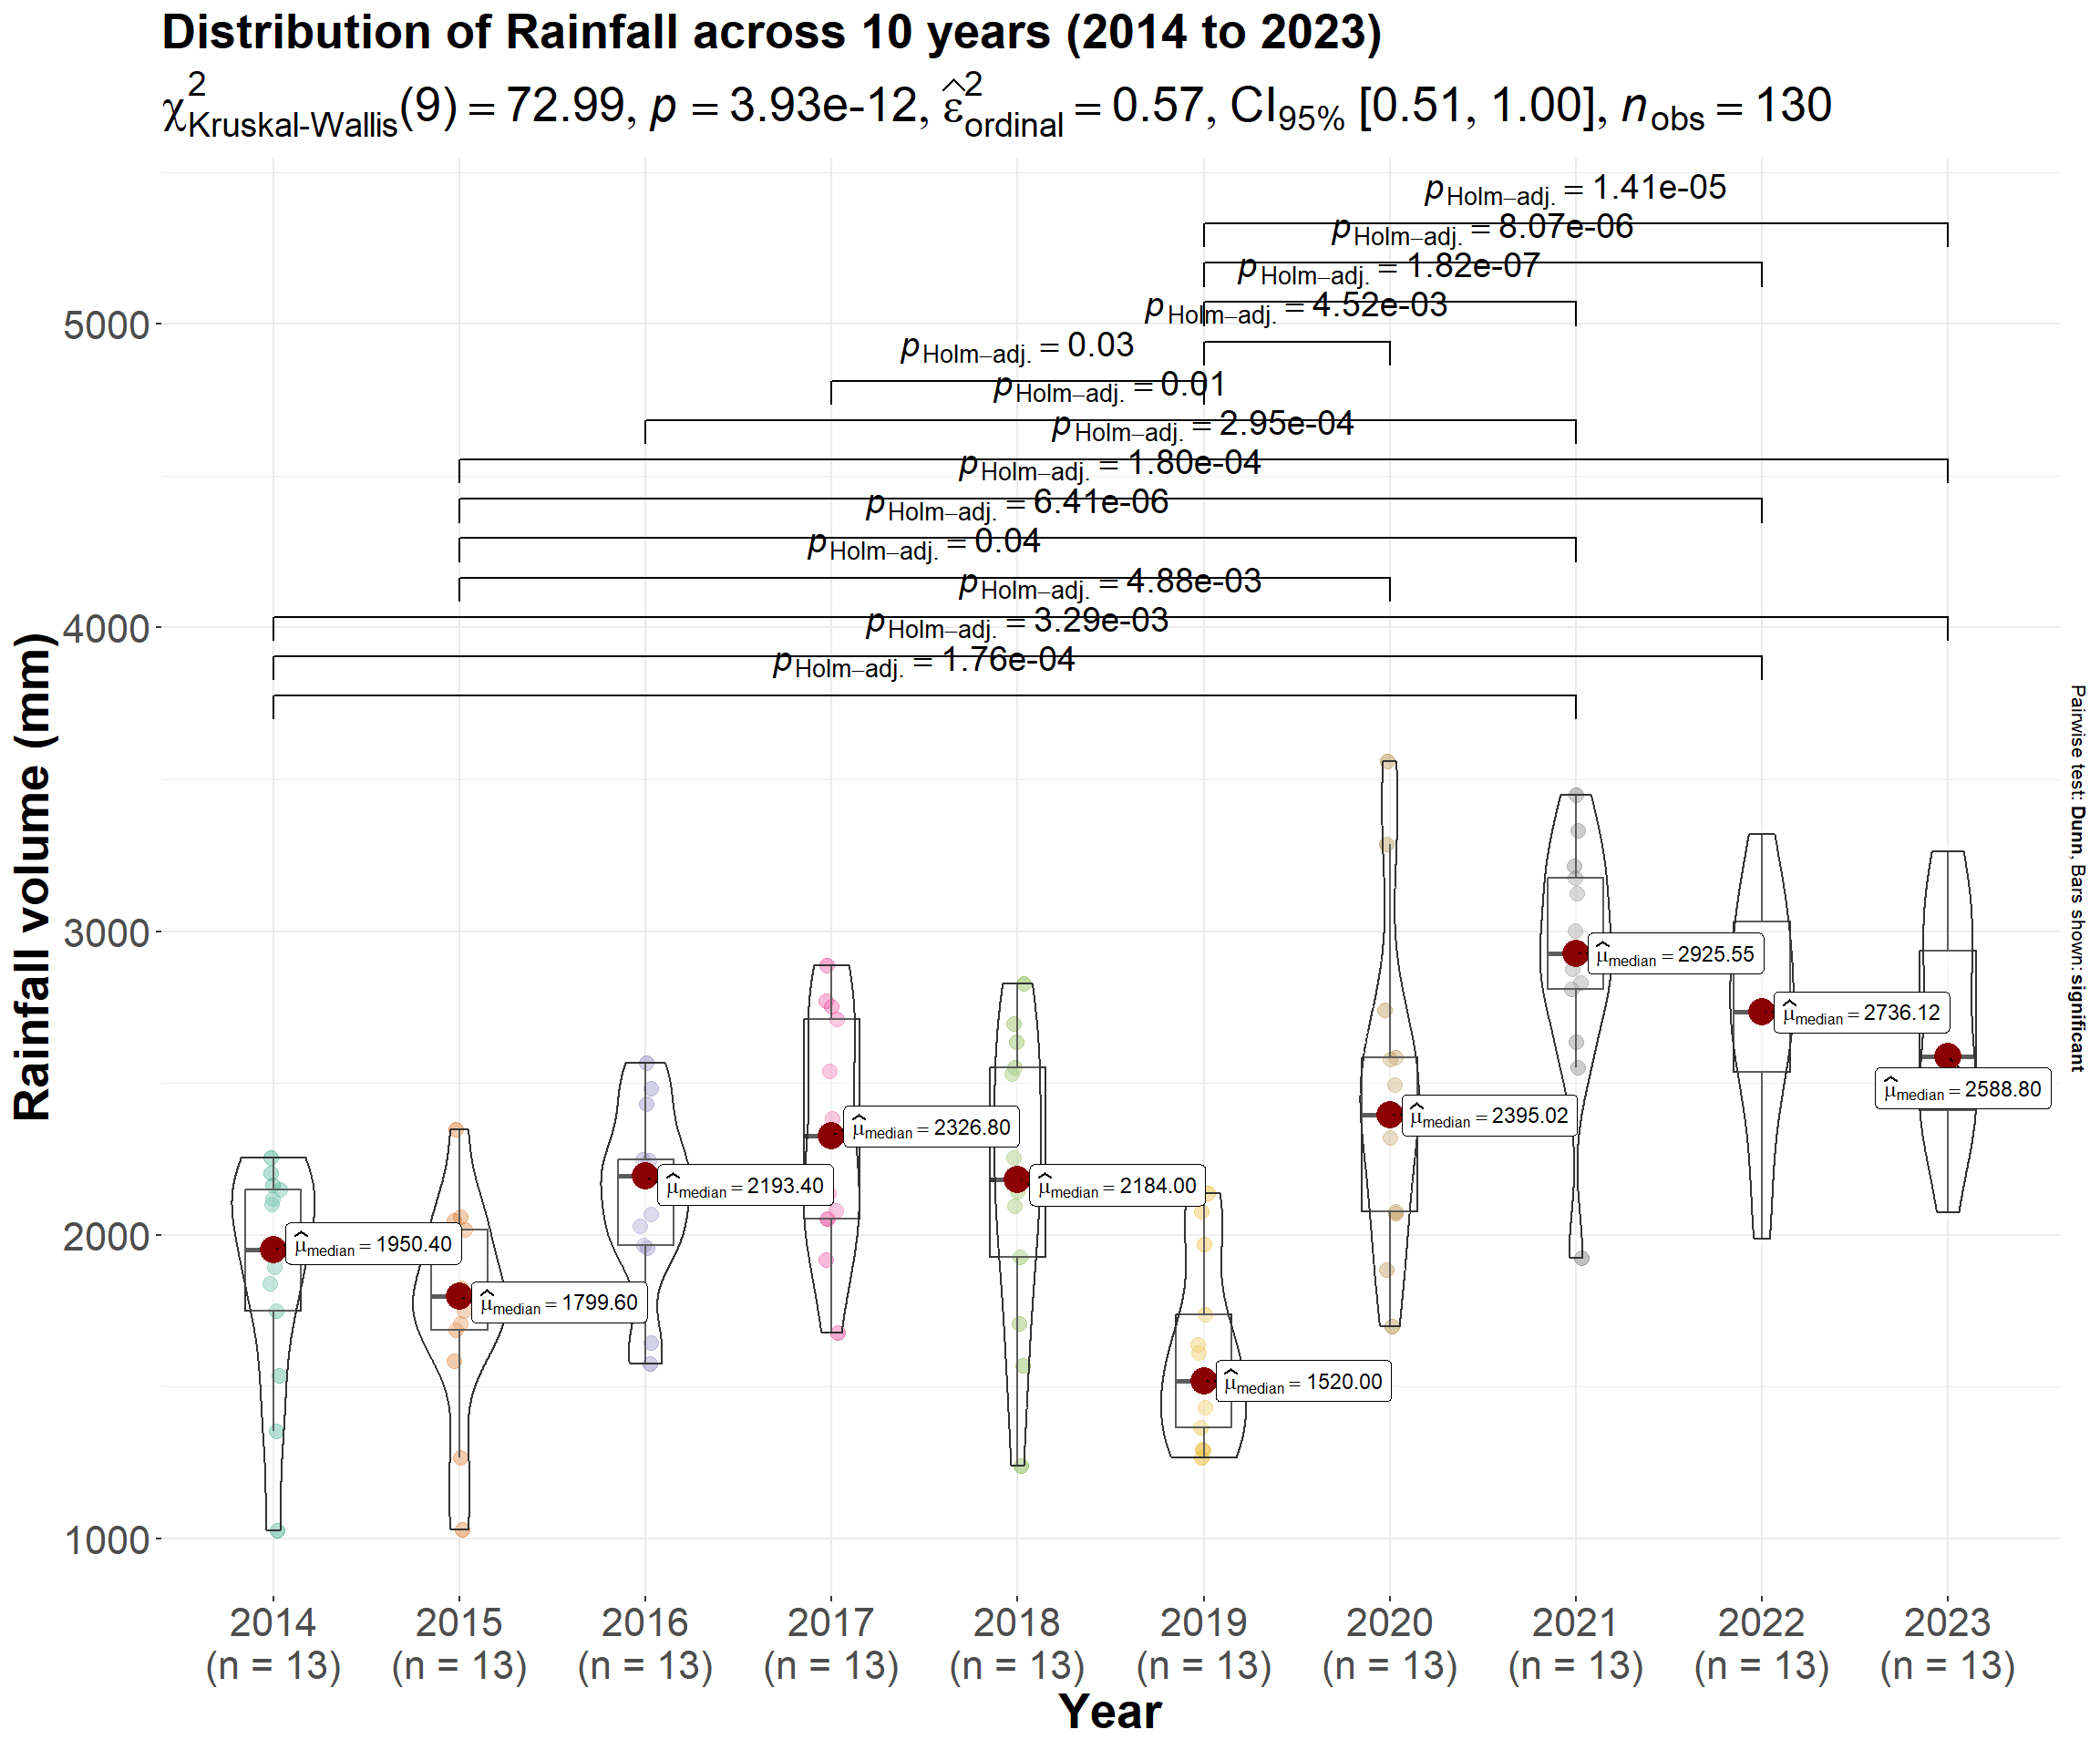 Distribution of Rainfall across 10 years (2014 to 2023)
χ²Kruskal-Wallis(9) = 72.99, p = 3.93e-12, ε̂²ordinal = 0.57, CI95% [0.51, 1.00], nobs = 130
pHolm–adj. = 1.41e-05
pHolm–adj. = 8.07e-06
pHolm–adj. = 1.82e-07
pHolm–adj. = 4.52e-03
pHolm–adj. = 0.03
pHolm–adj. = 0.01
pHolm–adj. = 2.95e-04
pHolm–adj. = 1.80e-04
pHolm–adj. = 6.41e-06
pHolm–adj. = 0.04
pHolm–adj. = 4.88e-03
pHolm–adj. = 3.29e-03
pHolm–adj. = 1.76e-04
5000
4000
3000
2000
1000
Rainfall volume (mm)
μ̂median = 1950.40
μ̂median = 1799.60
μ̂median = 2193.40
μ̂median = 2326.80
μ̂median = 2184.00
μ̂median = 1520.00
μ̂median = 2395.02
μ̂median = 2925.55
μ̂median = 2736.12
μ̂median = 2588.80
Pairwise test: Dunn, Bars shown: significant
2014 2015 2016 2017 2018 2019 2020 2021 2022 2023
(n = 13) (n = 13) (n = 13) (n = 13) (n = 13) (n = 13) (n = 13) (n = 13) (n = 13) (n = 13)
Year